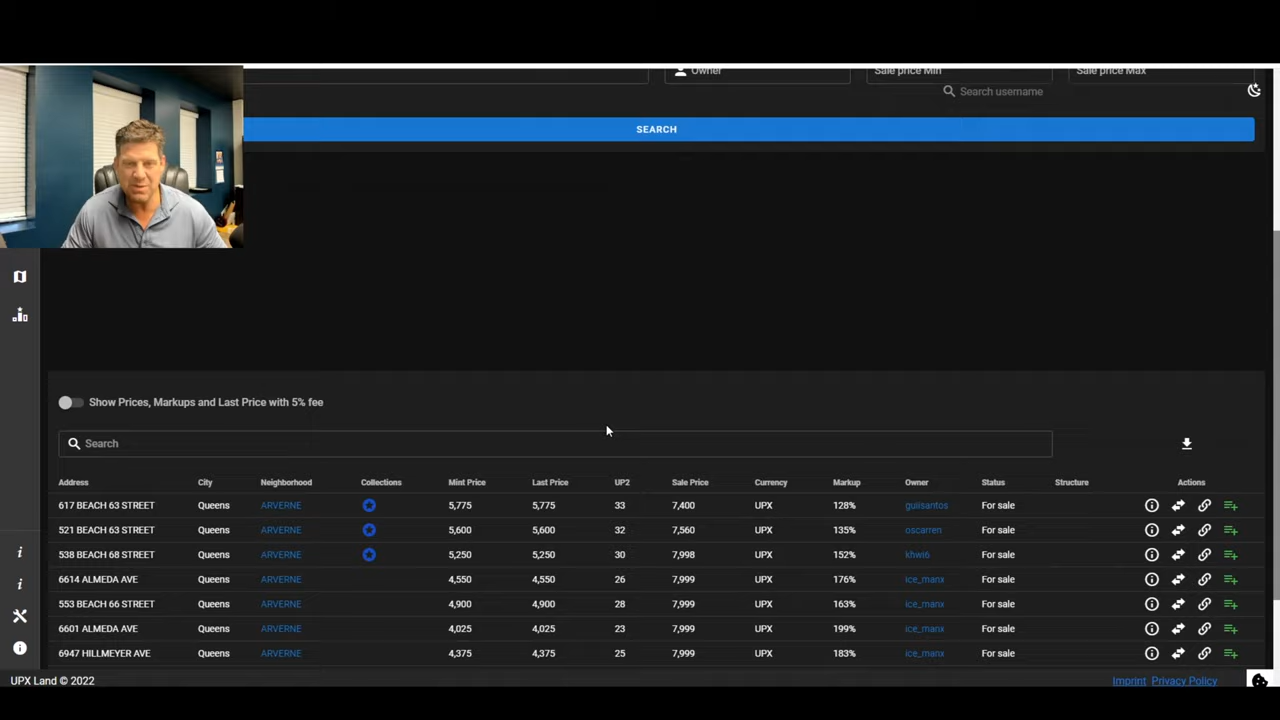 Owner
Sale price Min
Sale price Max
Search username
SEARCH
Show Prices, Markups and Last Price with 5% fee
Search
Address City Neighborhood Collections Mint Price Last Price UP2 Sale Price Currency Markup Owner Status Structure Actions
617 BEACH 63 STREET Queens ARVERNE 5,775 5,775 33 7,400 UPX 128% guiisantos For sale
521 BEACH 63 STREET Queens ARVERNE 5,600 5,600 32 7,560 UPX 135% oscarren For sale
538 BEACH 68 STREET Queens ARVERNE 5,250 5,250 30 7,998 UPX 152% khwi6 For sale
6614 ALMEDA AVE Queens ARVERNE 4,550 4,550 26 7,999 UPX 176% ice_manx For sale
553 BEACH 66 STREET Queens ARVERNE 4,900 4,900 28 7,999 UPX 163% ice_manx For sale
6601 ALMEDA AVE Queens ARVERNE 4,025 4,025 23 7,999 UPX 199% ice_manx For sale
6947 HILLMEYER AVE Queens ARVERNE 4,375 4,375 25 7,999 UPX 183% ice_manx For sale
UPX Land © 2022
Imprint Privacy Policy